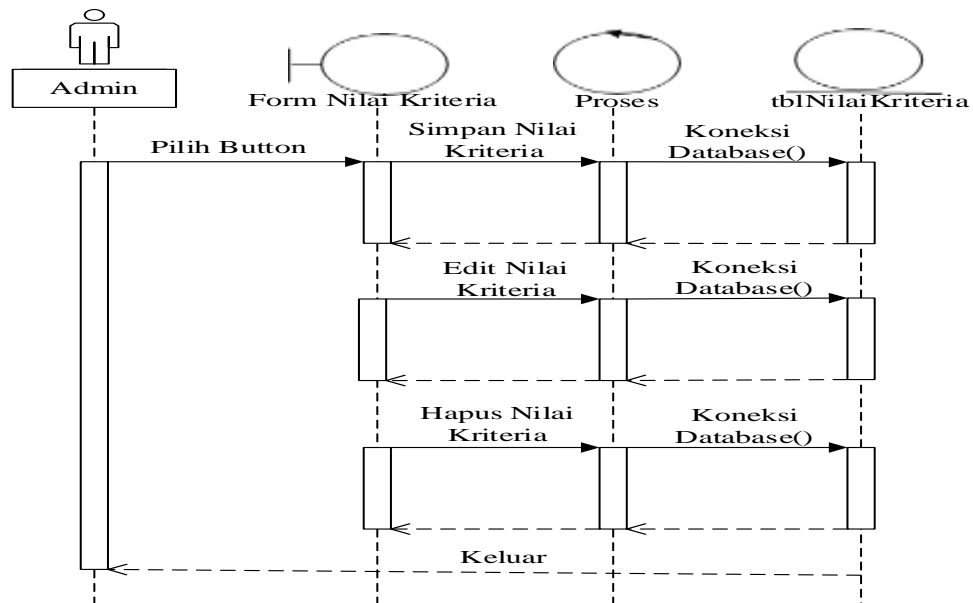 Admin
Form Nilai Kriteria
Proses
tblNilaiKriteria
Pilih Button
Simpan Nilai
Kriteria
Koneksi
Database()
Edit Nilai
Kriteria
Koneksi
Database()
Hapus Nilai
Kriteria
Koneksi
Database()
Keluar